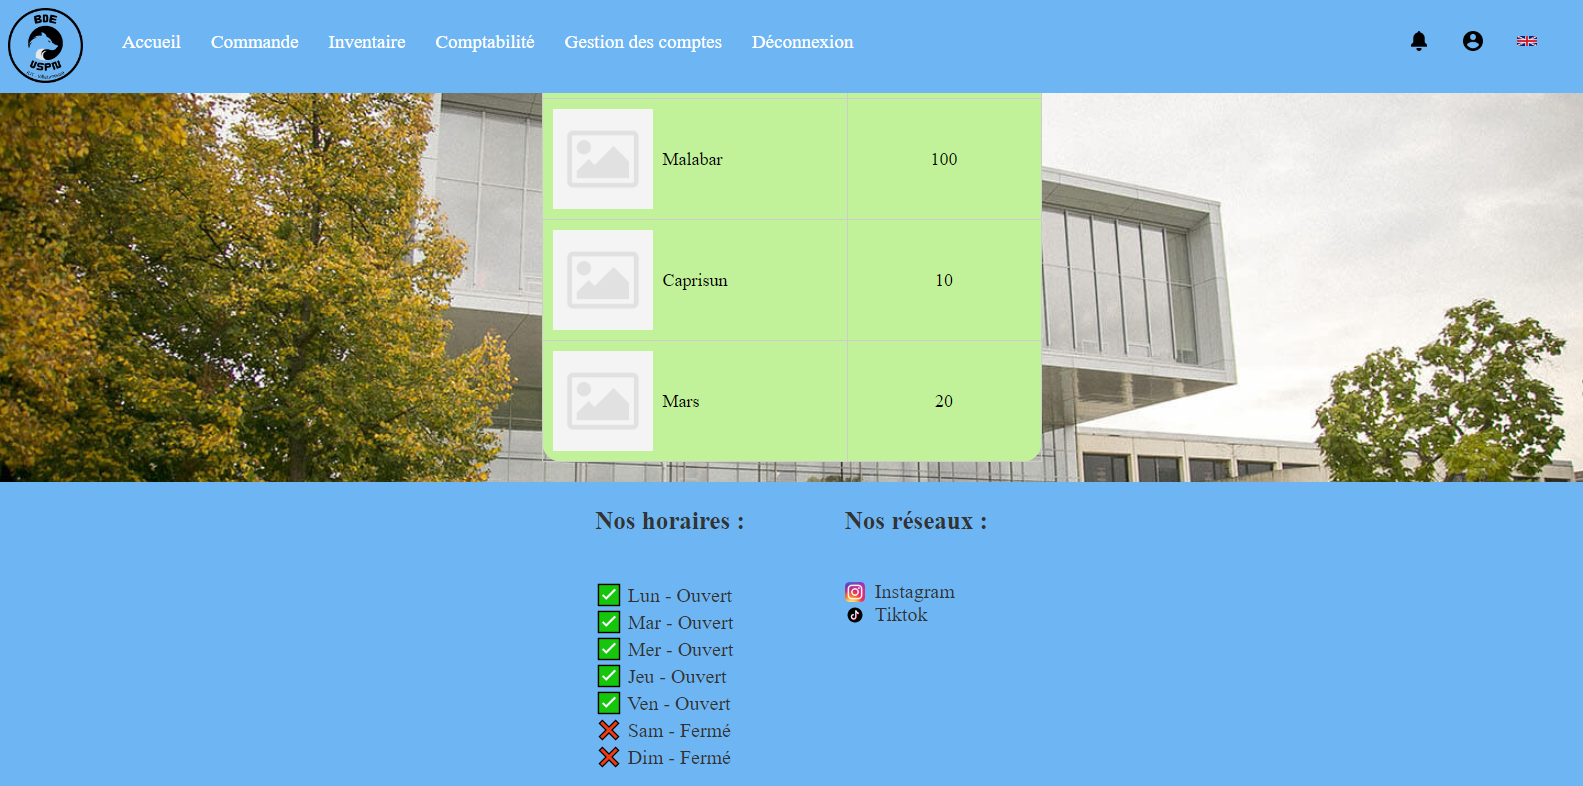 BDE
USPN
Accueil Commande Inventaire Comptabilité Gestion des comptes Déconnexion
Malabar 100
Caprisun 10
Mars 20
Nos horaires :
Lun - Ouvert
Mar - Ouvert
Mer - Ouvert
Jeu - Ouvert
Ven - Ouvert
Sam - Fermé
Dim - Fermé
Nos réseaux :
Instagram
Tiktok